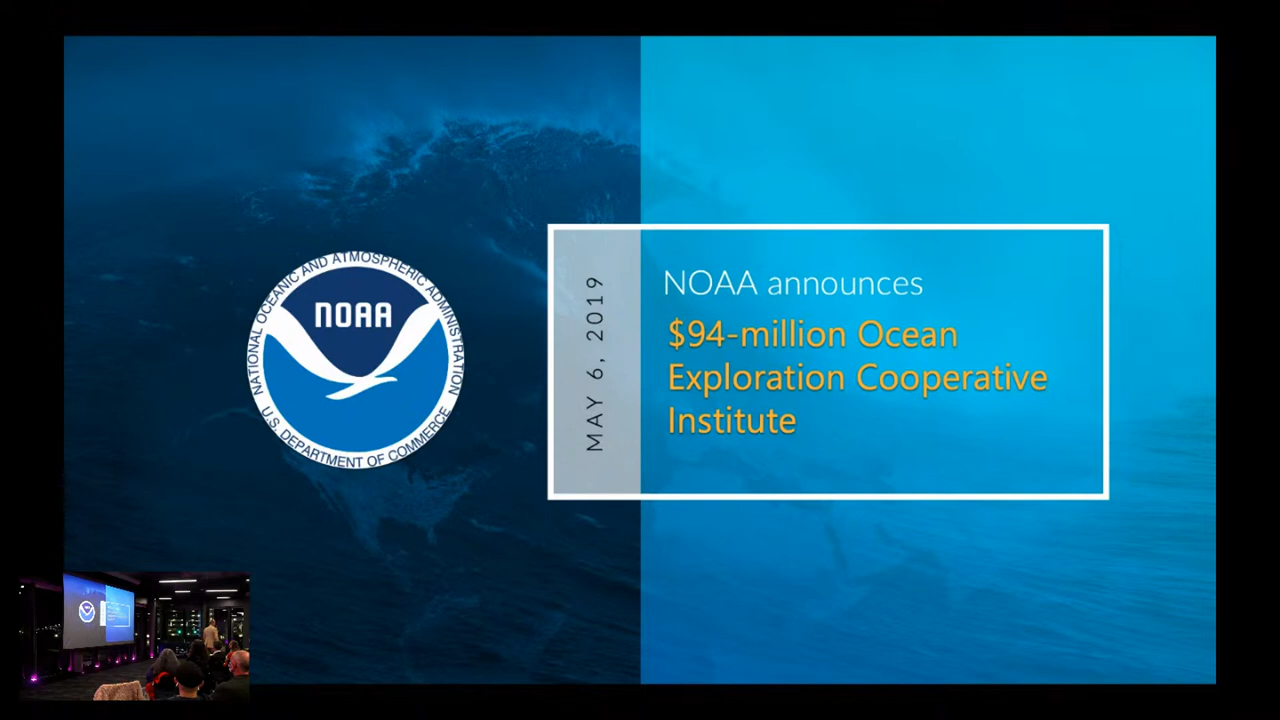 NATIONAL OCEANIC AND ATMOSPHERIC ADMINISTRATION
NOAA
U.S. DEPARTMENT OF COMMERCE
MAY 6, 2019
NOAA announces
$94-million Ocean
Exploration Cooperative
Institute